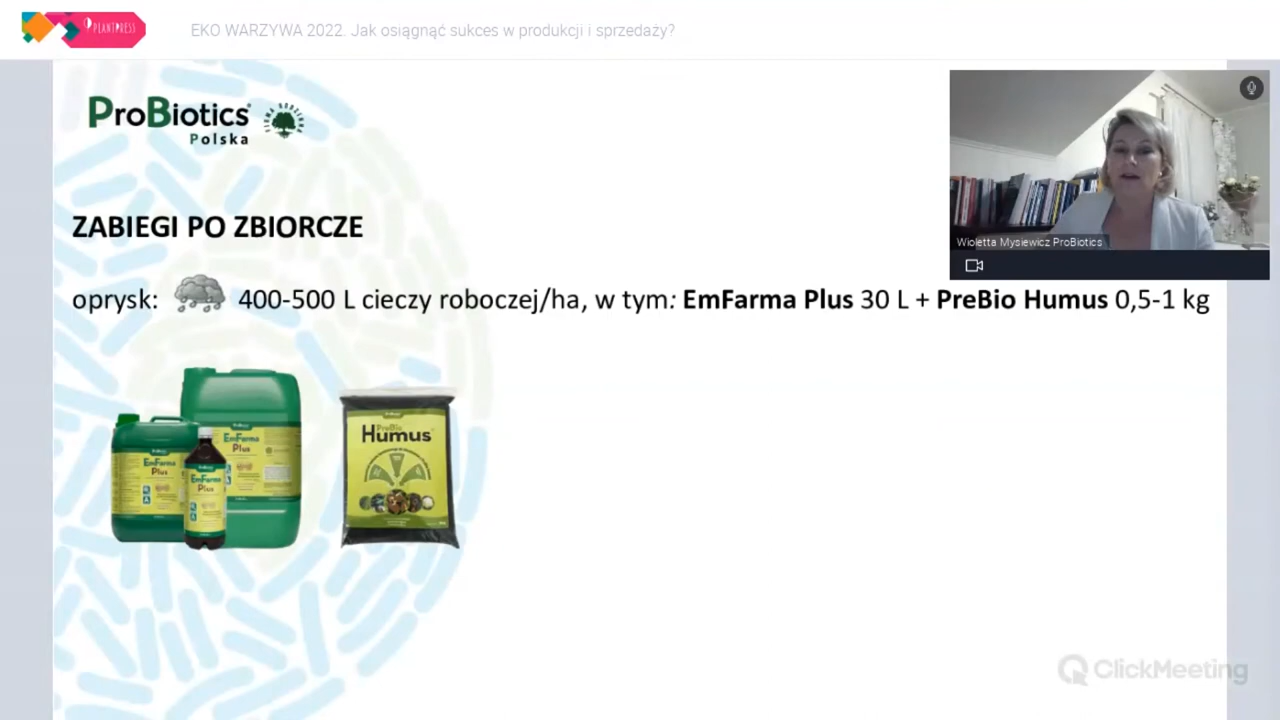 PLANTPRESS
EKO WARZYWA 2022. Jak osiągnąć sukces w produkcji i sprzedaży?
ProBiotics
Polska
Wioletta Mysiewicz ProBiotics
ZABIEGI PO ZBIORCZE
oprysk: 400-500 L cieczy roboczej/ha, w tym: EmFarma Plus 30 L + PreBio Humus 0,5-1 kg
EmFarma
Plus
EmFarma
Plus
EmFarma
Plus
PreBio
Humus
ClickMeeting